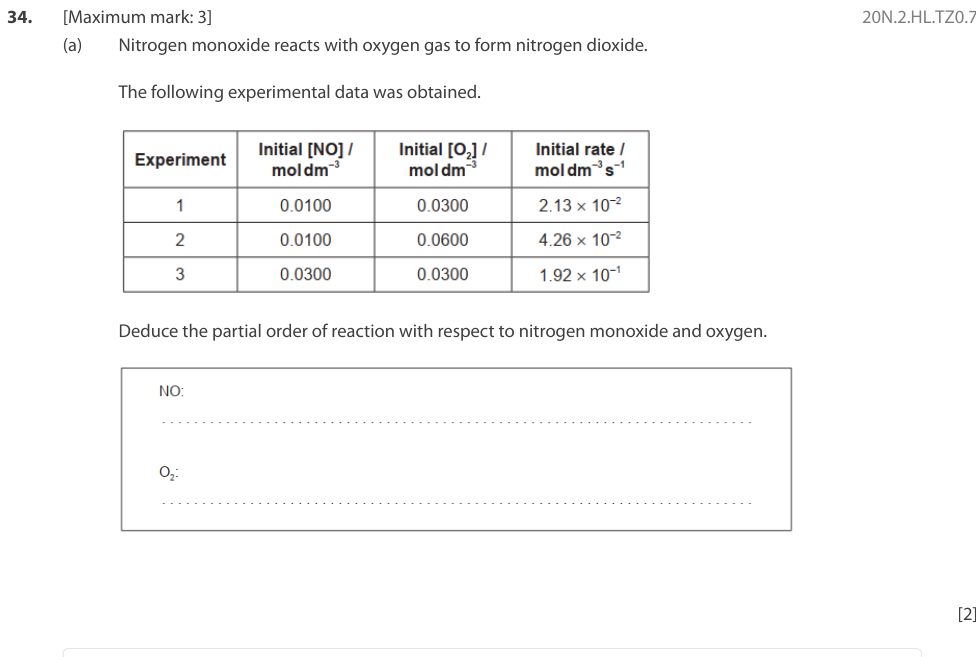 34. [Maximum mark: 3] 20N.2.HL.TZ0.7
(a) Nitrogen monoxide reacts with oxygen gas to form nitrogen dioxide.
The following experimental data was obtained.
Experiment Initial [NO] / mol dm⁻³ Initial [O₂] / mol dm⁻³ Initial rate / mol dm⁻³ s⁻¹
1 0.0100 0.0300 2.13 × 10⁻²
2 0.0100 0.0600 4.26 × 10⁻²
3 0.0300 0.0300 1.92 × 10⁻¹
Deduce the partial order of reaction with respect to nitrogen monoxide and oxygen.
NO:
O₂:
[2]